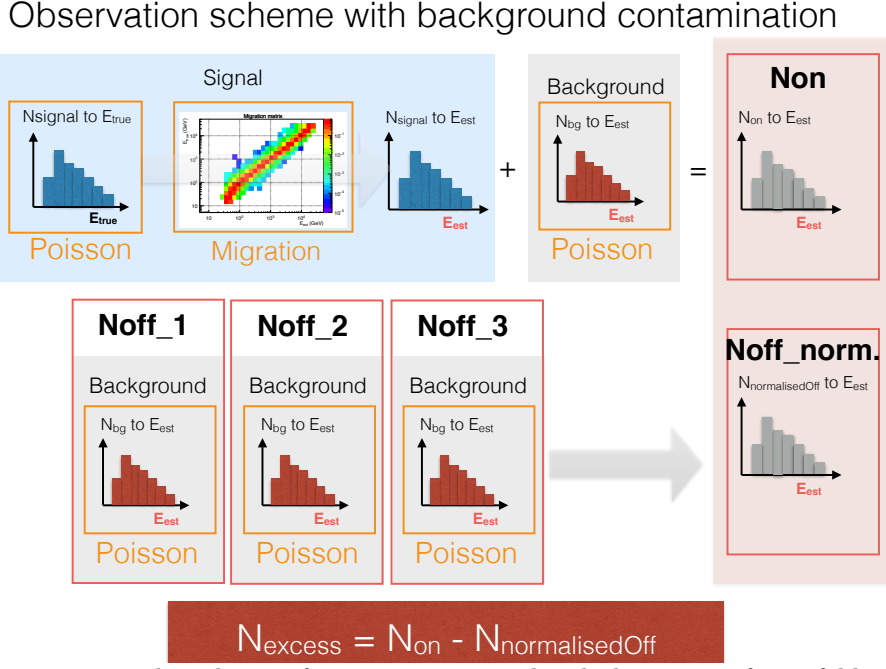 Observation scheme with background contamination
Signal
Nsignal to Etrue
Etrue
Poisson
Migration matrix
Eest (GeV)
Migration
Nsignal to Eest
Eest
+
Background
Nbg to Eest
Eest
Poisson
=
Non
Non to Eest
Eest
Noff_1
Background
Nbg to Eest
Eest
Poisson
Noff_2
Background
Nbg to Eest
Eest
Poisson
Noff_3
Background
Nbg to Eest
Eest
Poisson
Noff_norm.
NnormalisedOff to Eest
Eest
Nexcess = Non - NnormalisedOff